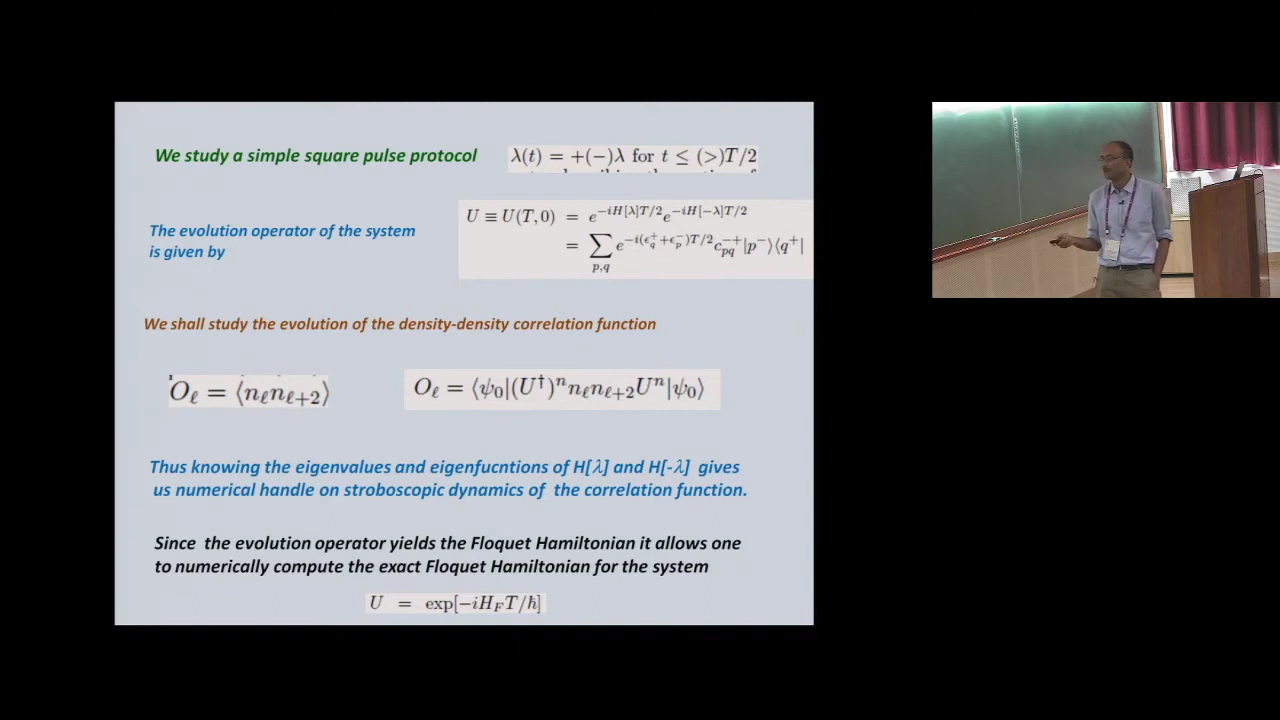 We study a simple square pulse protocol
λ(t) = +(−)λ for t ≤ (>)T/2
U ≡ U(T,0) = e^{−iH[λ]T/2} e^{−iH[−λ]T/2}
The evolution operator of the system
is given by
= ∑_{p,q} e^{−i(ϵ_q^+ + ϵ_p^−)T/2} c_{pq}^{−+} |p^−⟩⟨q^+|
We shall study the evolution of the density-density correlation function
O_ℓ = ⟨n_ℓ n_{ℓ+2}⟩
O_ℓ = ⟨ψ_0|(U^†)^n n_ℓ n_{ℓ+2} U^n|ψ_0⟩
Thus knowing the eigenvalues and eigenfucntions of H[λ] and H[-λ] gives
us numerical handle on stroboscopic dynamics of the correlation function.
Since the evolution operator yields the Floquet Hamiltonian it allows one
to numerically compute the exact Floquet Hamiltonian for the system
U = exp[−iH_F T/ℏ]